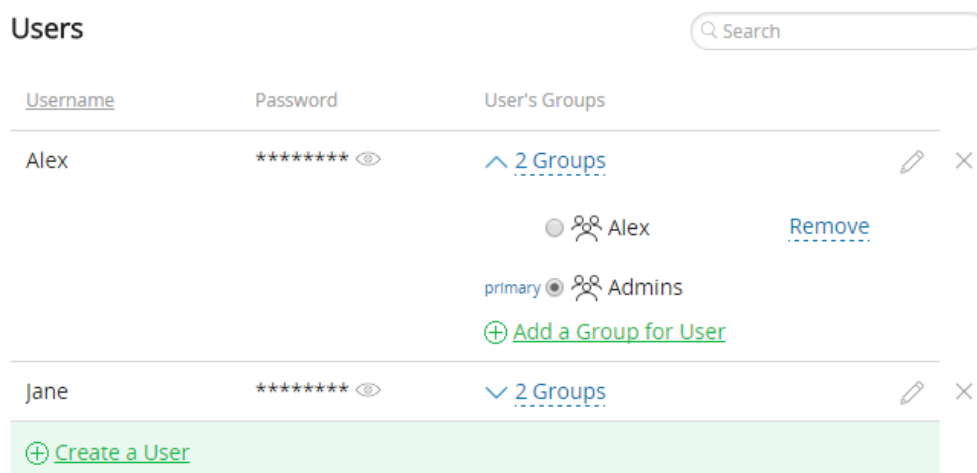 Users
Search
Username Password User's Groups
Alex ******** 2 Groups
Alex Remove
primary Admins
Add a Group for User
Jane ******** 2 Groups
Create a User